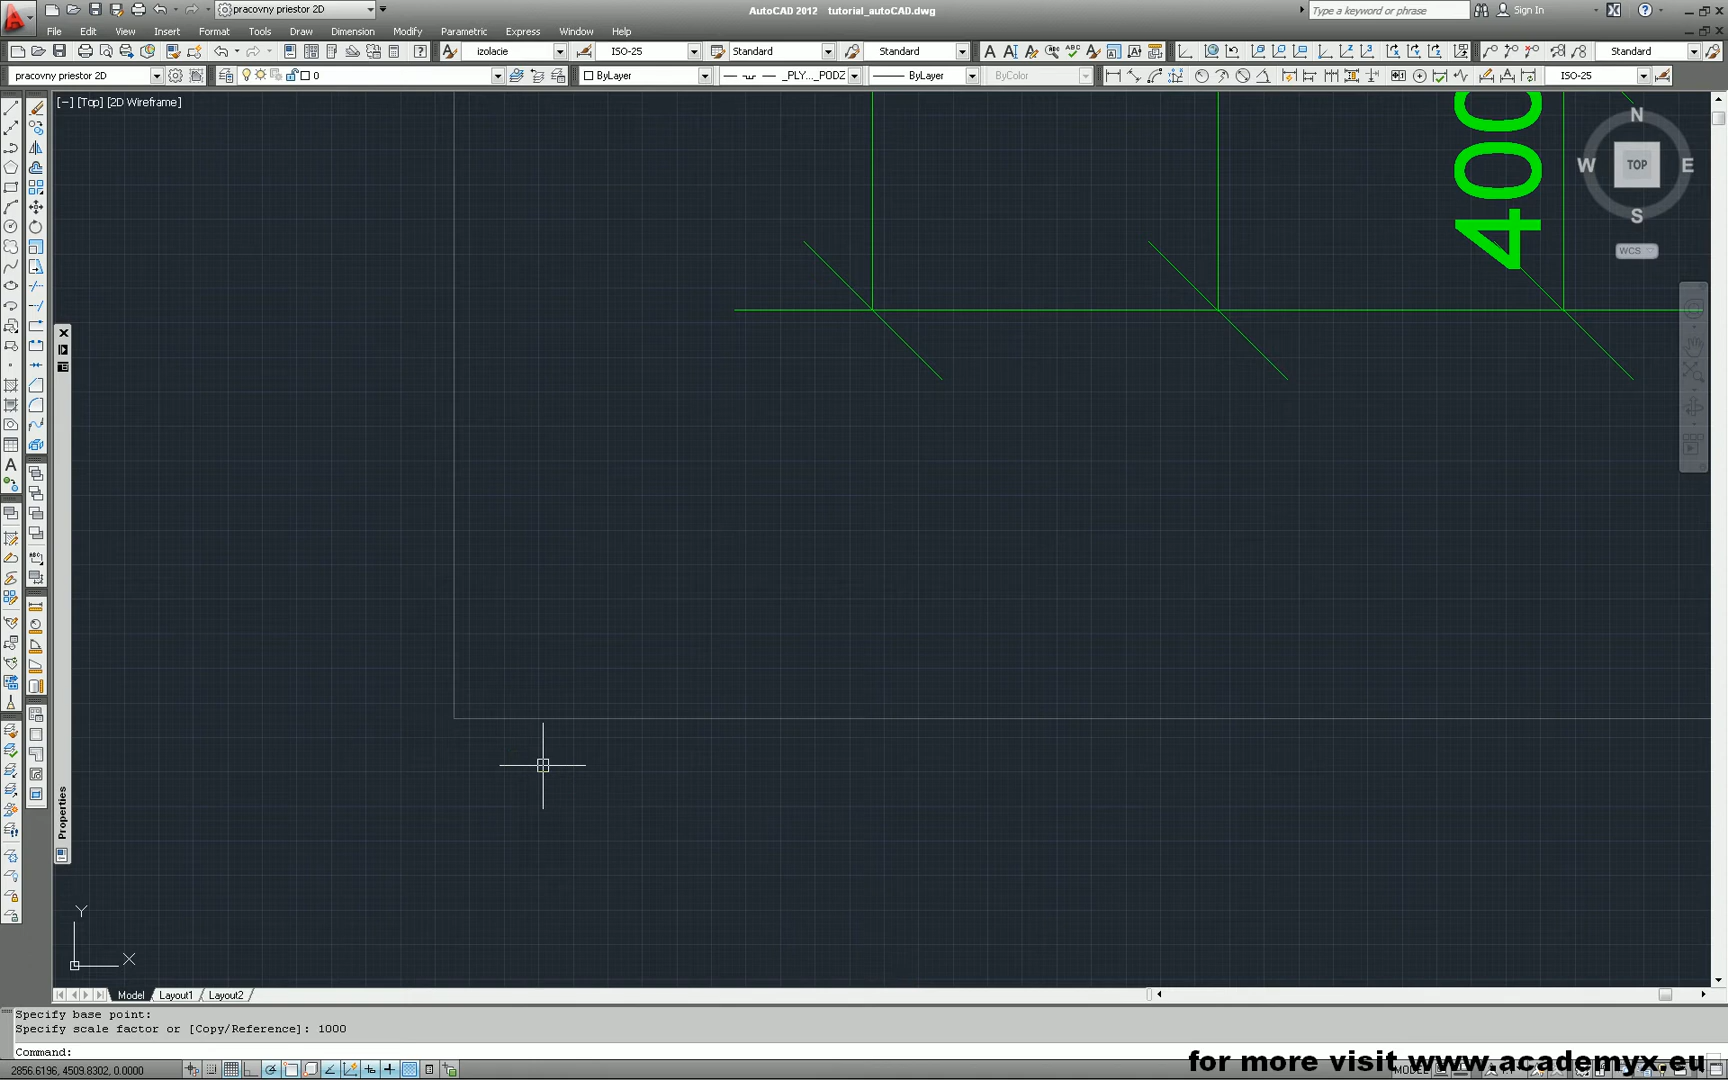 pracovny priestor 2D
AutoCAD 2012 tutorial_autoCAD.dwg
Type a keyword or phrase
Sign In
File Edit View Insert Format Tools Draw Dimension Modify Parametric Express Window Help
izolacie ISO-25 Standard Standard Standard
pracovny priestor 2D 0 ByLayer _PLY..._PODZ ByLayer ByColor ISO-25
[−] [Top] [2D Wireframe]
400
N
W TOP E
S
WCS
Properties
Y
X
Model Layout1 Layout2
Specify base point:
Specify scale factor or [Copy/Reference]: 1000
Command:
2856.6196, 4509.8302, 0.0000
MODEL
for more visit www.academyx.eu